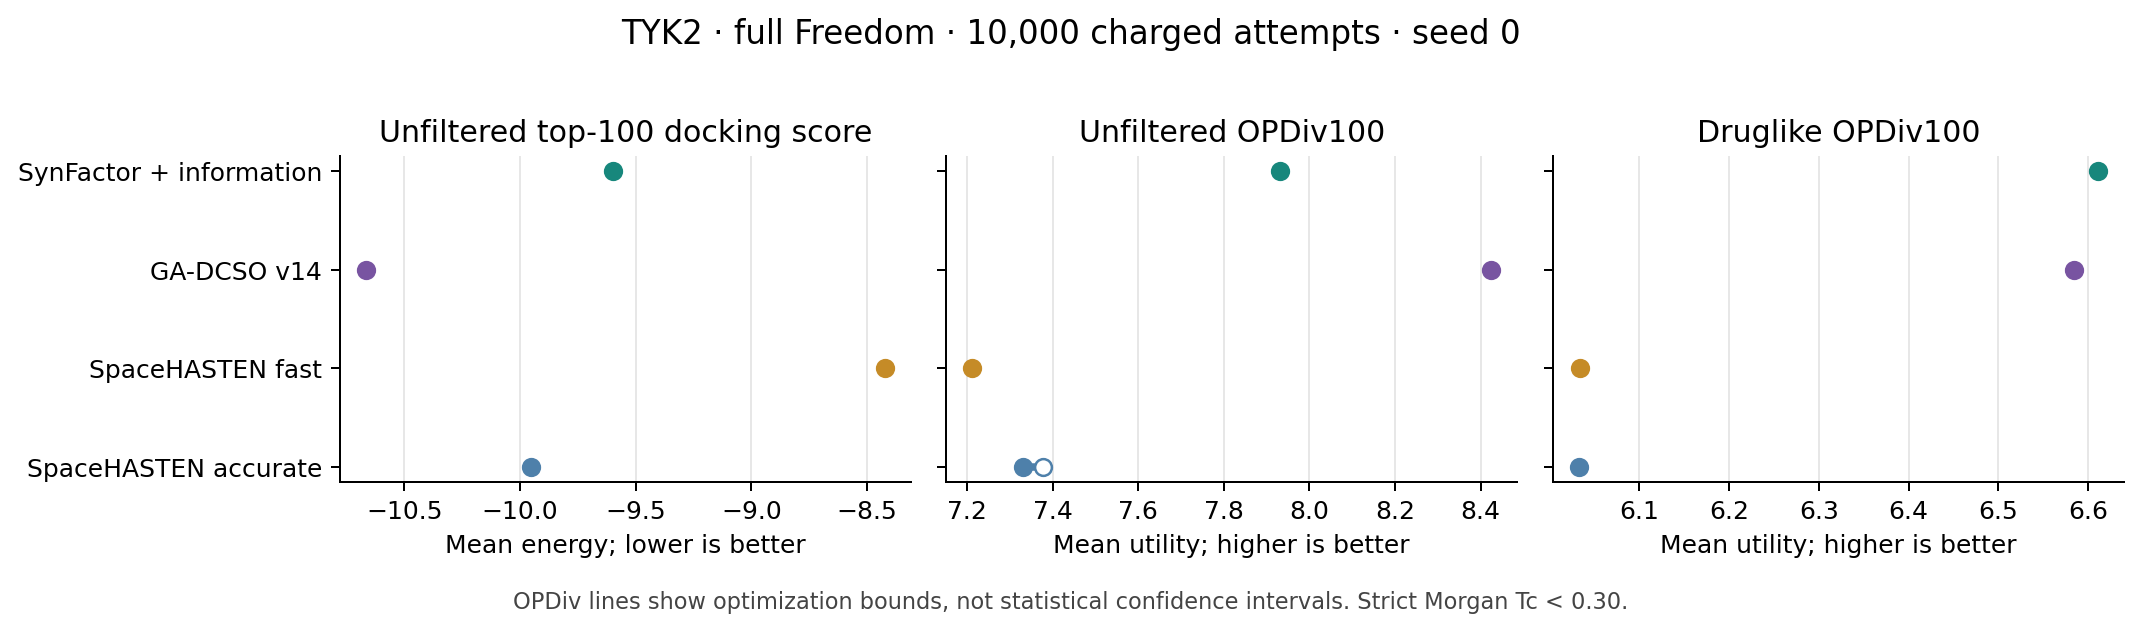 TYK2 · full Freedom · 10,000 charged attempts · seed 0
Unfiltered top-100 docking score
Unfiltered OPDiv100
Druglike OPDiv100
SynFactor + information
GA-DCSO v14
SpaceHASTEN fast
SpaceHASTEN accurate
−10.5 −10.0 −9.5 −9.0 −8.5
7.2 7.4 7.6 7.8 8.0 8.2 8.4
6.1 6.2 6.3 6.4 6.5 6.6
Mean energy; lower is better
Mean utility; higher is better
Mean utility; higher is better
OPDiv lines show optimization bounds, not statistical confidence intervals. Strict Morgan Tc < 0.30.